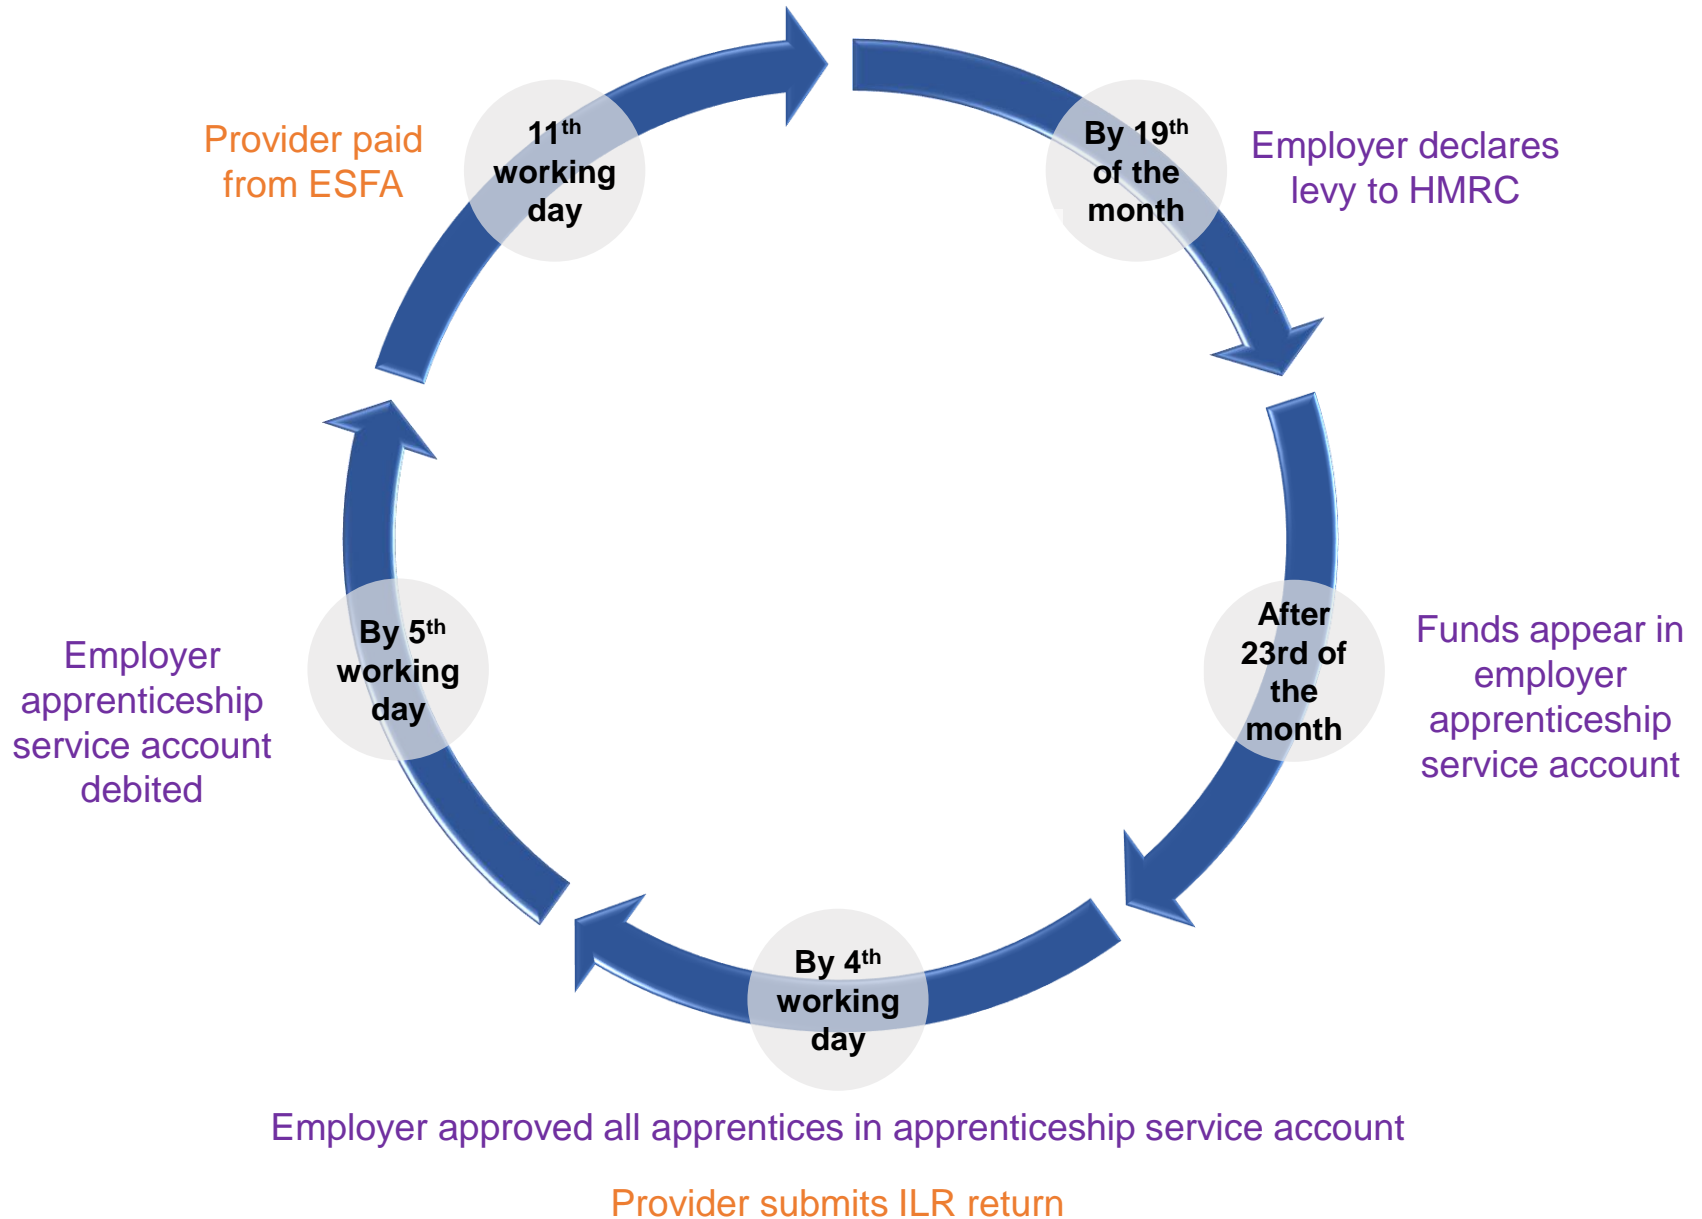 Provider paid
from ESFA
11th
working
day
By 19th
of the
month
Employer declares
levy to HMRC
After
23rd of
the
month
Funds appear in
employer
apprenticeship
service account
By 5th
working
day
Employer
apprenticeship
service account
debited
By 4th
working
day
Employer approved all apprentices in apprenticeship service account
Provider submits ILR return